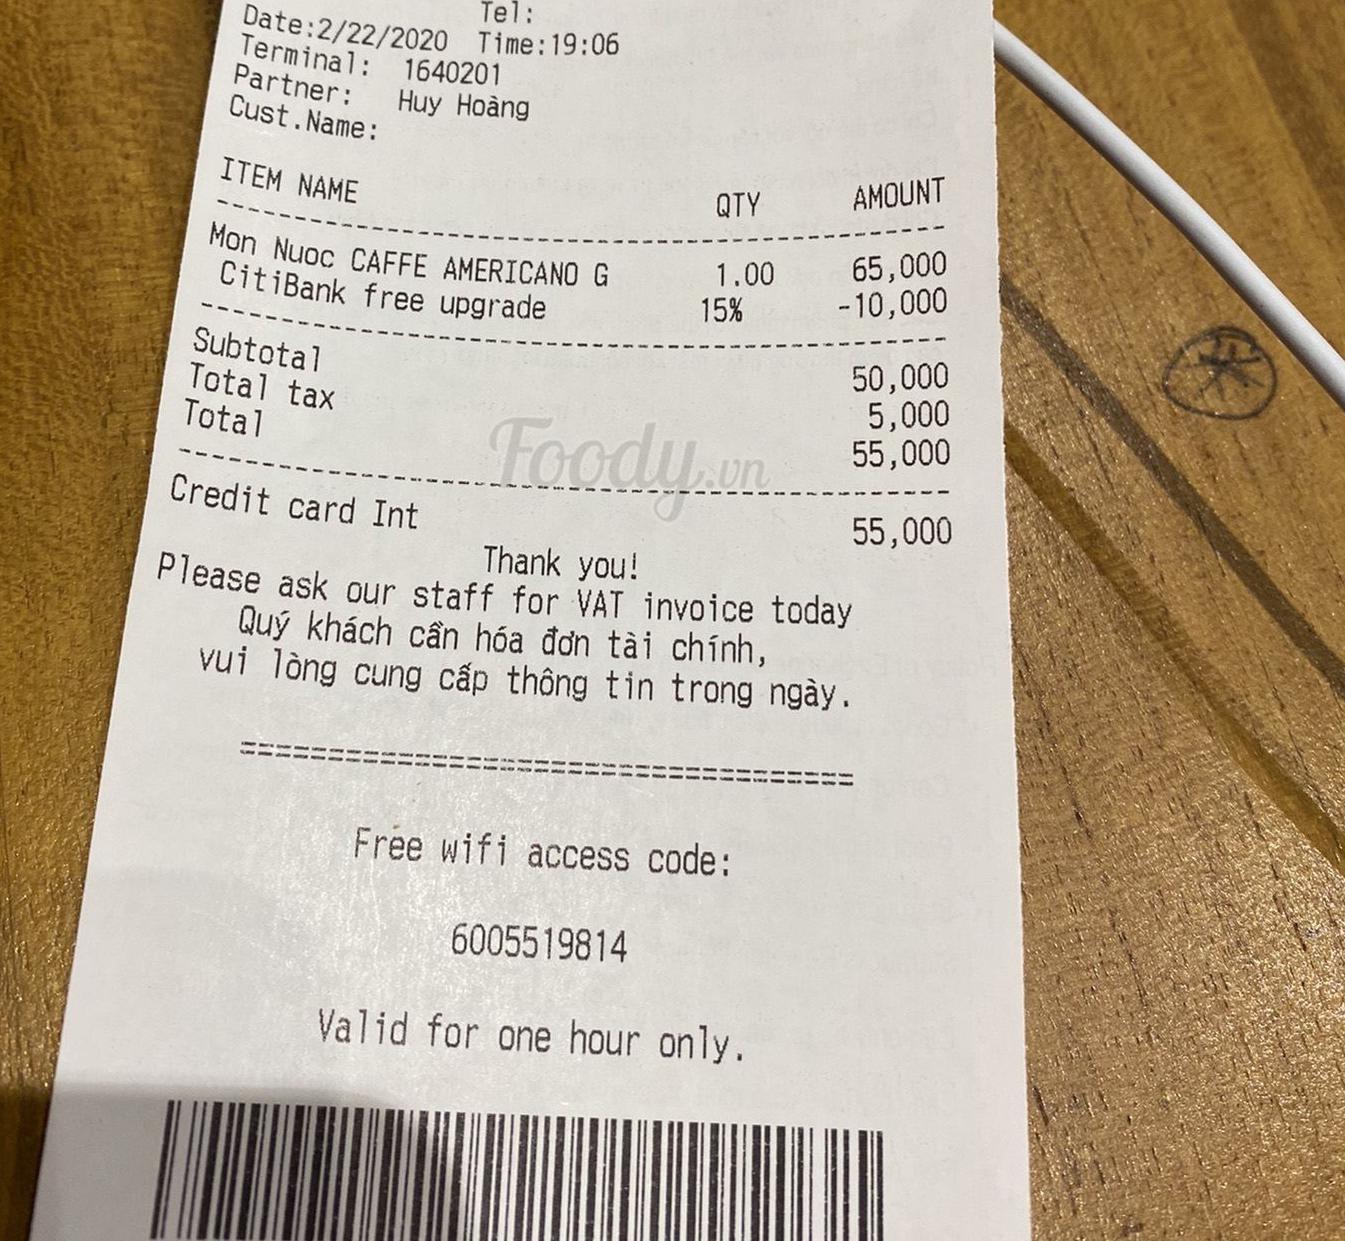 Tel:
Date:2/22/2020 Time:19:06
Terminal: 1640201
Partner: Huy Hoàng
Cust.Name:
ITEM NAME QTY AMOUNT
Mon Nuoc CAFFE AMERICANO G 1.00 65,000
CitiBank free upgrade 15% -10,000
Subtotal 50,000
Total tax 5,000
Total 55,000
Foody.vn
Credit card Int 55,000
Thank you!
Please ask our staff for VAT invoice today
Quý khách cần hóa đơn tài chính,
vui lòng cung cấp thông tin trong ngày.
Free wifi access code:
6005519814
Valid for one hour only.